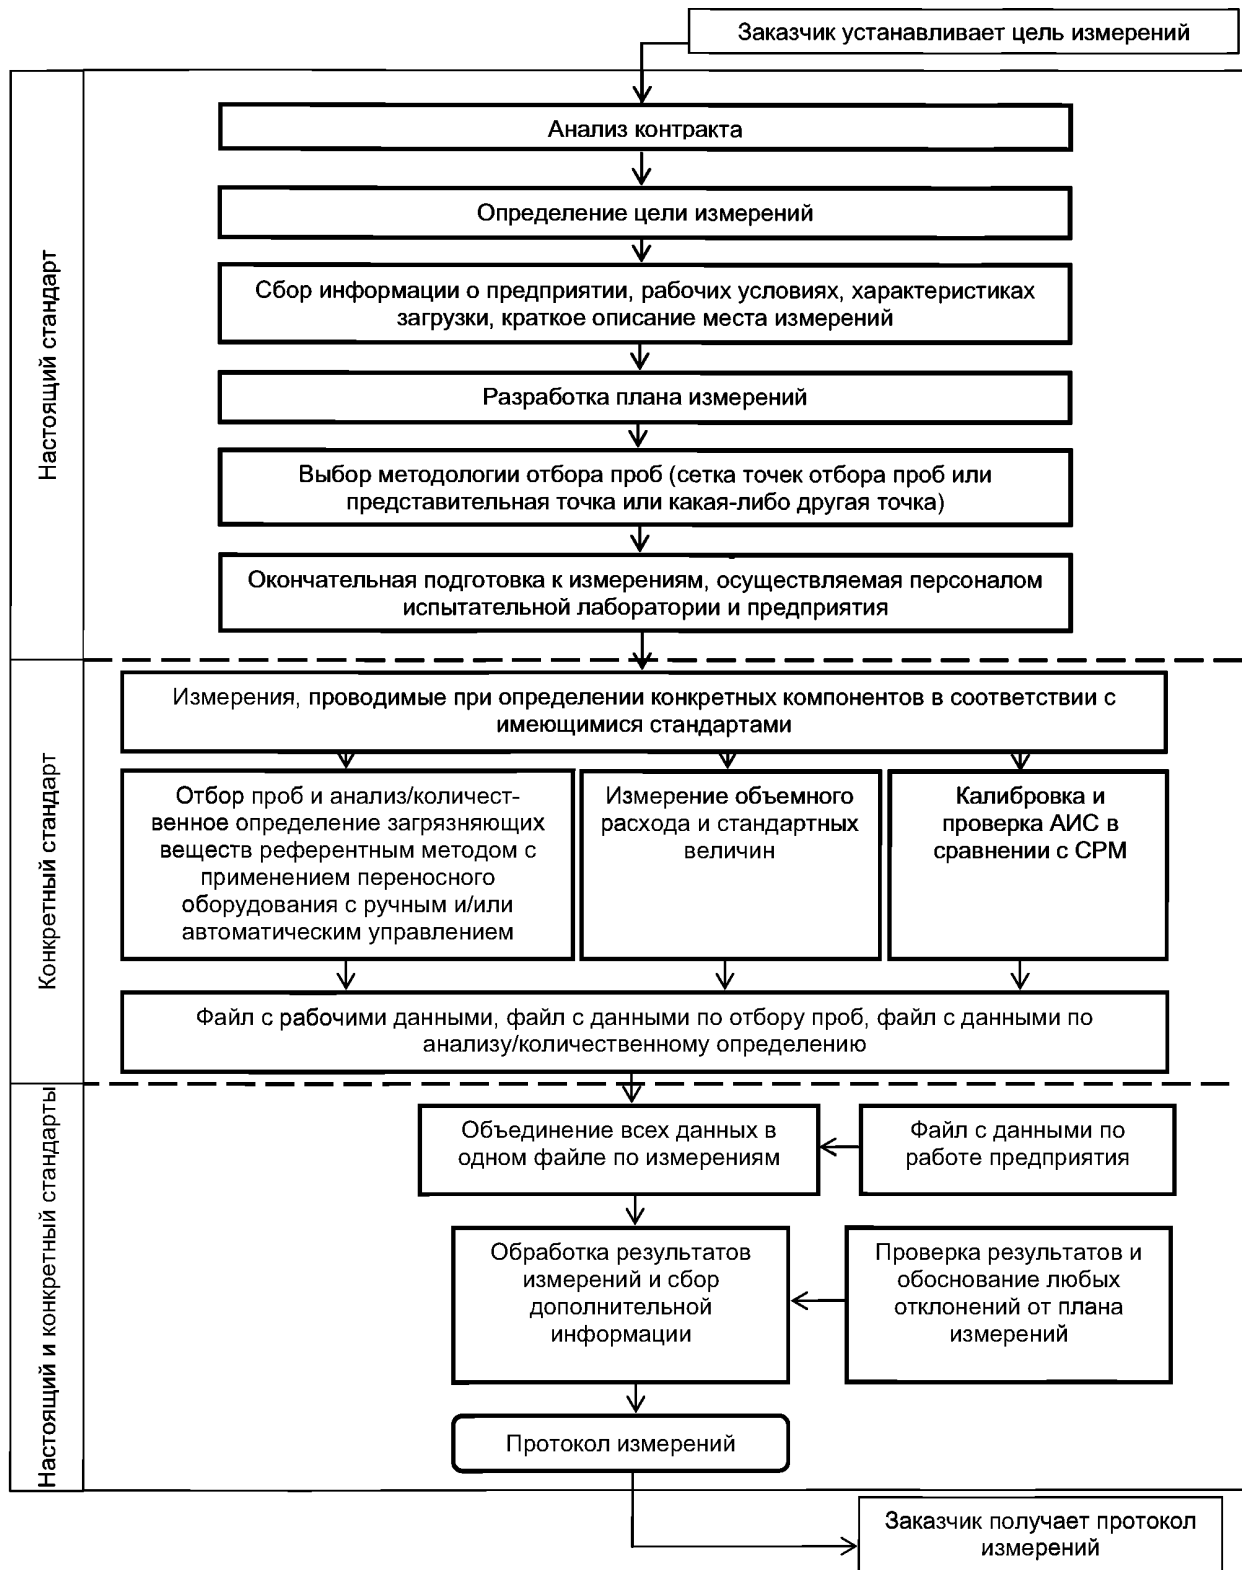 Заказчик устанавливает цель измерений
Настоящий стандарт
Анализ контракта
Определение цели измерений
Сбор информации о предприятии, рабочих условиях, характеристиках
загрузки, краткое описание места измерений
Разработка плана измерений
Выбор методологии отбора проб (сетка точек отбора проб или
представительная точка или какая-либо другая точка)
Окончательная подготовка к измерениям, осуществляемая персоналом
испытательной лаборатории и предприятия
Конкретный стандарт
Измерения, проводимые при определении конкретных компонентов в соответствии с
имеющимися стандартами
Отбор проб и анализ/количест-
венное определение загрязняющих
веществ референтным методом с
применением переносного
оборудования с ручным и/или
автоматическим управлением
Измерение объемного
расхода и стандартных
величин
Калибровка и
проверка АИС в
сравнении с СРМ
Файл с рабочими данными, файл с данными по отбору проб, файл с данными по
анализу/количественному определению
Настоящий и конкретный стандарты
Объединение всех данных в
одном файле по измерениям
Файл с данными по
работе предприятия
Обработка результатов
измерений и сбор
дополнительной
информации
Проверка результатов и
обоснование любых
отклонений от плана
измерений
Протокол измерений
Заказчик получает протокол
измерений